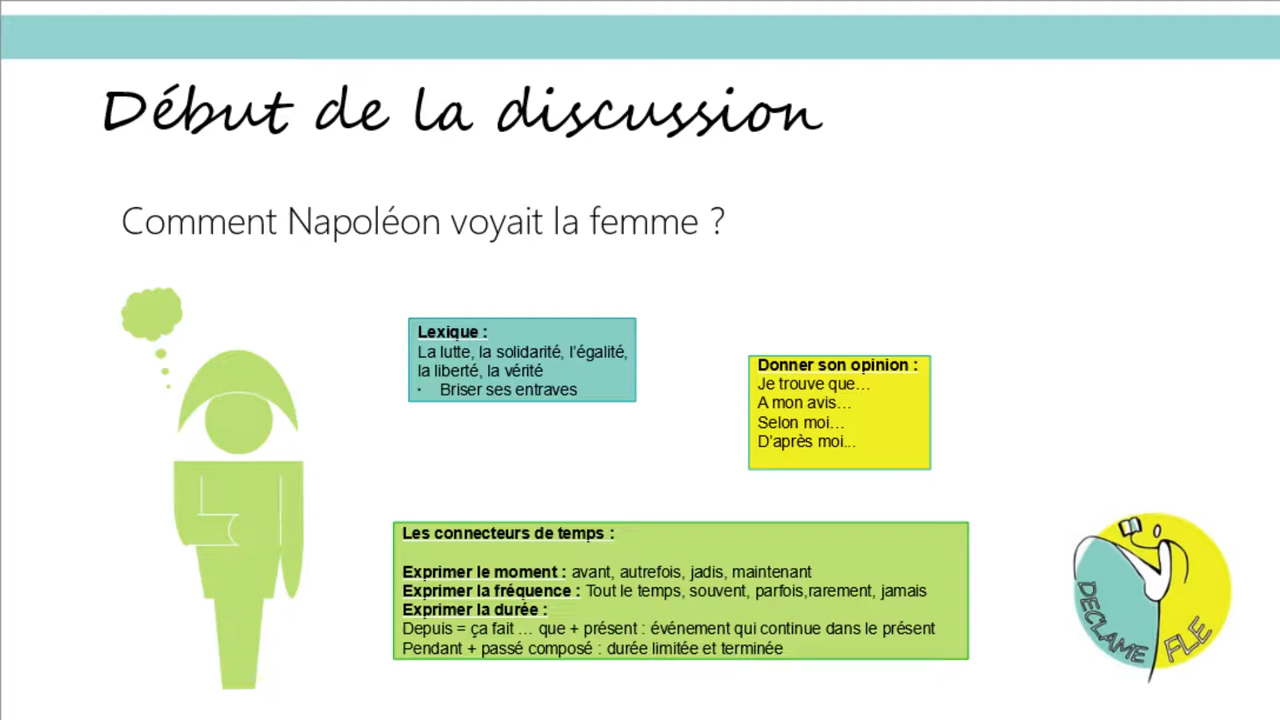 Début de la discussion
Comment Napoléon voyait la femme ?
Lexique :
La lutte, la solidarité, l'égalité,
la liberté, la vérité
· Briser ses entraves
Donner son opinion :
Je trouve que…
A mon avis…
Selon moi…
D'après moi...
Les connecteurs de temps :
Exprimer le moment : avant, autrefois, jadis, maintenant
Exprimer la fréquence : Tout le temps, souvent, parfois,rarement, jamais
Exprimer la durée :
Depuis = ça fait … que + présent : événement qui continue dans le présent
Pendant + passé composé : durée limitée et terminée
DECLAME
FLE